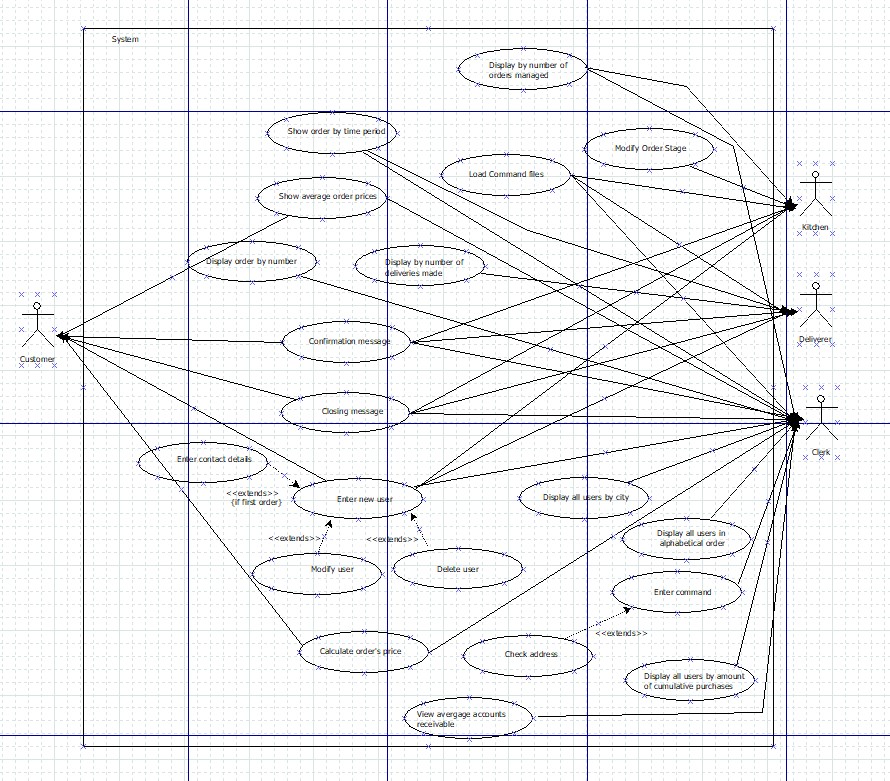 System
Display by number of
orders managed
Show order by time period
Modify Order Stage
Load Command files
Show average order prices
Kitchen
Display order by number
Display by number of
deliveries made
Confirmation message
Deliverer
Customer
Closing message
Clerk
Enter contact details
<<extends>>
{if first order}
Enter new user
Display all users by city
<<extends>>
<<extends>>
Display all users in
alphabetical order
Modify user
Delete user
Enter command
<<extends>>
Calculate order's price
Check address
Display all users by amount
of cumulative purchases
View avergage accounts
receivable